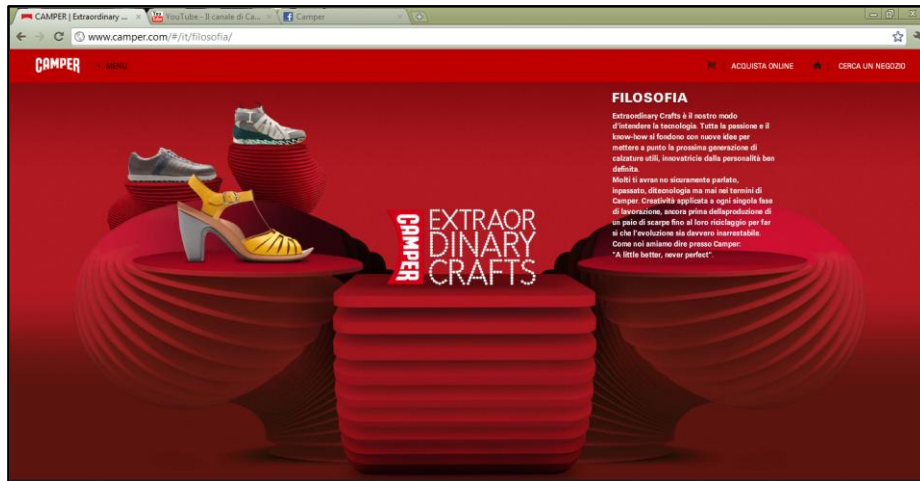 CAMPER | Extraordinary ...
YouTube - Il canale di Ca...
Camper
www.camper.com/#/it/filosofia/
CAMPER
MENU
ACQUISTA ONLINE
CERCA UN NEGOZIO
FILOSOFIA
Extraordinary Crafts è il nostro modo
d'intendere la tecnologia. Tutta la passione e il
know-how si fondono con nuove idee per
mettere a punto la prossima generazione di
calzature utili, innovatricie dalla personalità ben
definita.
Molti ti avran no sicuramente parlato,
inpassato, ditecnologia ma mai nei termini di
Camper. Creatività applicata a ogni singola fase
di lavorazione, ancora prima dellaproduzione di
un paio di scarpe fino al loro riciclaggio per far
sì che l'evoluzione sia davvero inarrestabile.
Come noi amiamo dire presso Camper:
"A little better, never perfect".
CAMPER
EXTRAOR
DINARY
CRAFTS